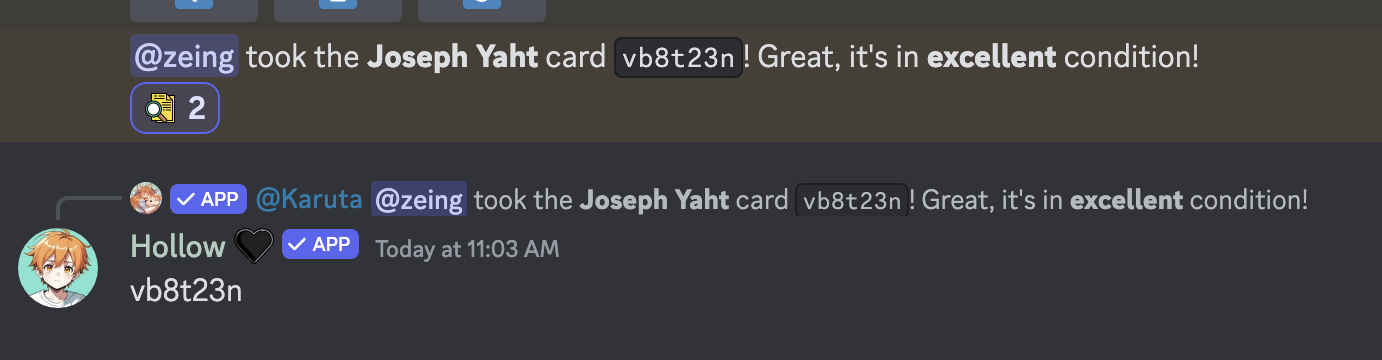 @zeing took the Joseph Yaht card vb8t23n! Great, it's in excellent condition!
2
APP @Karuta @zeing took the Joseph Yaht card vb8t23n! Great, it's in excellent condition!
Hollow APP Today at 11:03 AM
vb8t23n